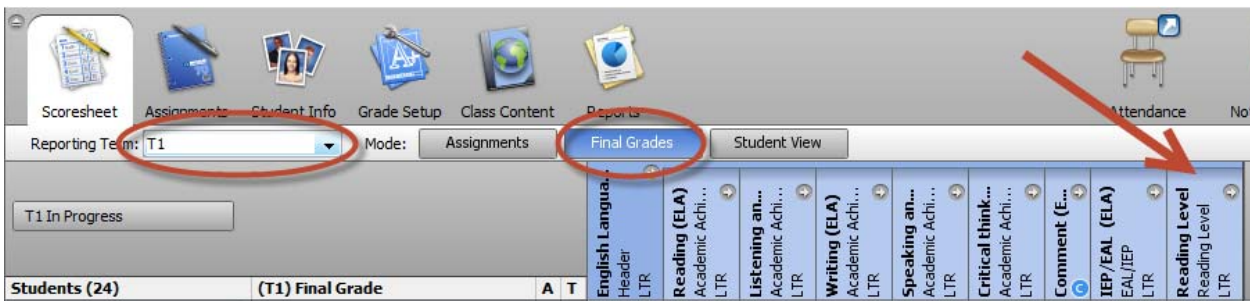 Scoresheet
Assignments
Student Info
Grade Setup
Class Content
Reports
Attendance
No
Reporting Term: T1
Mode:
Assignments
Final Grades
Student View
T1 In Progress
Students (24)
(T1) Final Grade
A T
English Langua...
Header
LTR
Reading (ELA)
Academic Achi...
LTR
Listening an...
Academic Achi...
LTR
Writing (ELA)
Academic Achi...
LTR
Speaking an...
Academic Achi...
LTR
Critical think...
Academic Achi...
LTR
Comment (E...
C
IEP/EAL (ELA)
EAL/IEP
LTR
Reading Level
Reading Level
LTR